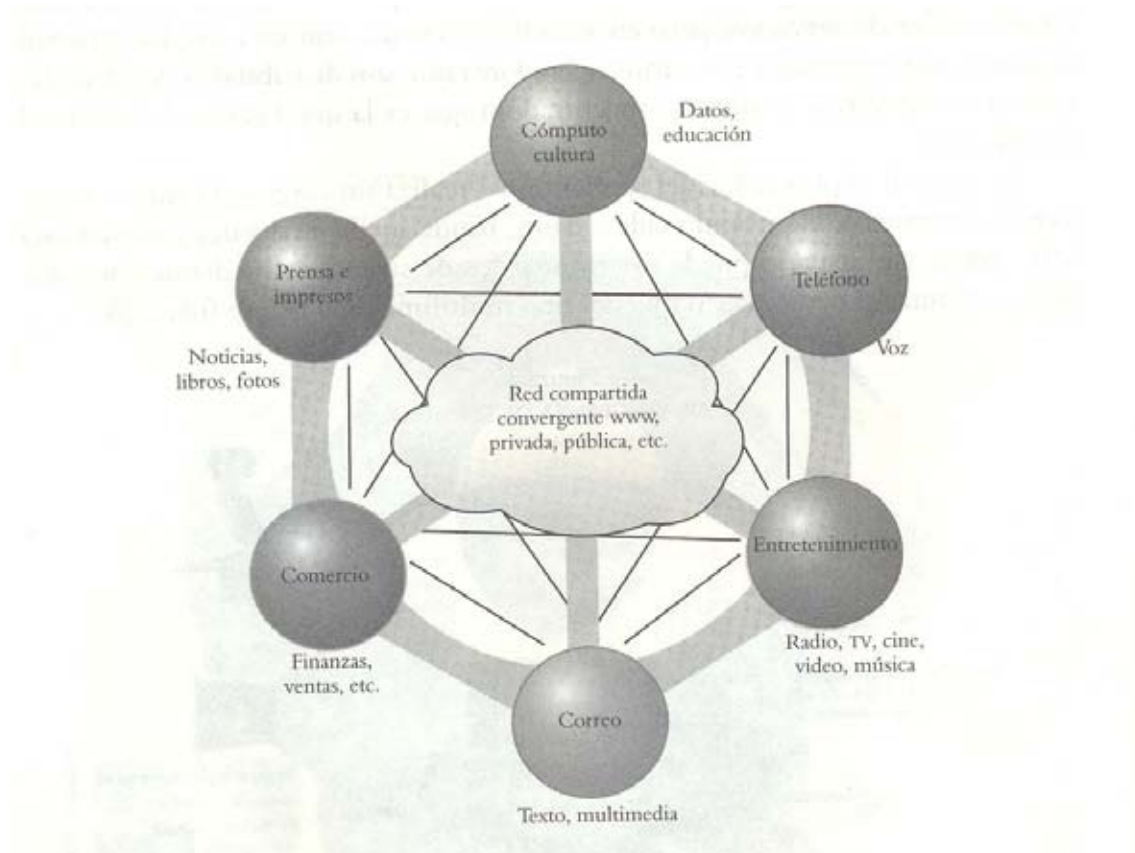 Cómputo
cultura
Datos,
educación
Prensa e
impresos
Teléfono
Noticias,
libros, fotos
Voz
Red compartida
convergente www,
privada, pública, etc.
Comercio
Entretenimiento
Finanzas,
ventas, etc.
Radio, TV, cine,
video, música
Correo
Texto, multimedia